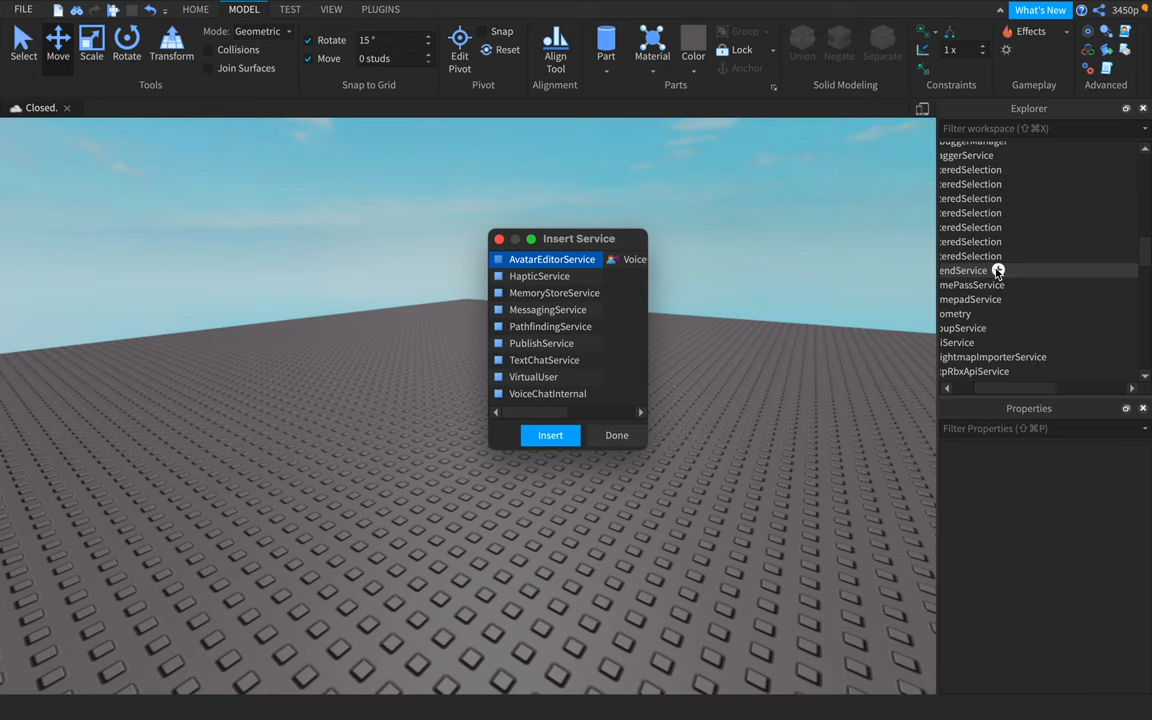 FILE HOME MODEL TEST VIEW PLUGINS What's New 3450p
Select Move Scale Rotate Transform
Mode: Geometric
Collisions
Join Surfaces
Tools
Rotate 15 °
Move 0 studs
Snap to Grid
Edit Pivot
Snap
Reset
Pivot
Align Tool
Alignment
Part Material Color
Group
Lock
Anchor
Parts
Union Negate Separate
Solid Modeling
1 x
Constraints
Effects
Gameplay
Advanced
Closed.
Explorer
Filter workspace (⇧⌘X)
aggerService
teredSelection
teredSelection
teredSelection
teredSelection
teredSelection
teredSelection
teredSelection
endService
mePassService
mepadService
ometry
oupService
iService
ightmapImporterService
tpRbxApiService
Properties
Filter Properties (⇧⌘P)
Insert Service
AvatarEditorService Voice
HapticService
MemoryStoreService
MessagingService
PathfindingService
PublishService
TextChatService
VirtualUser
VoiceChatInternal
Insert Done